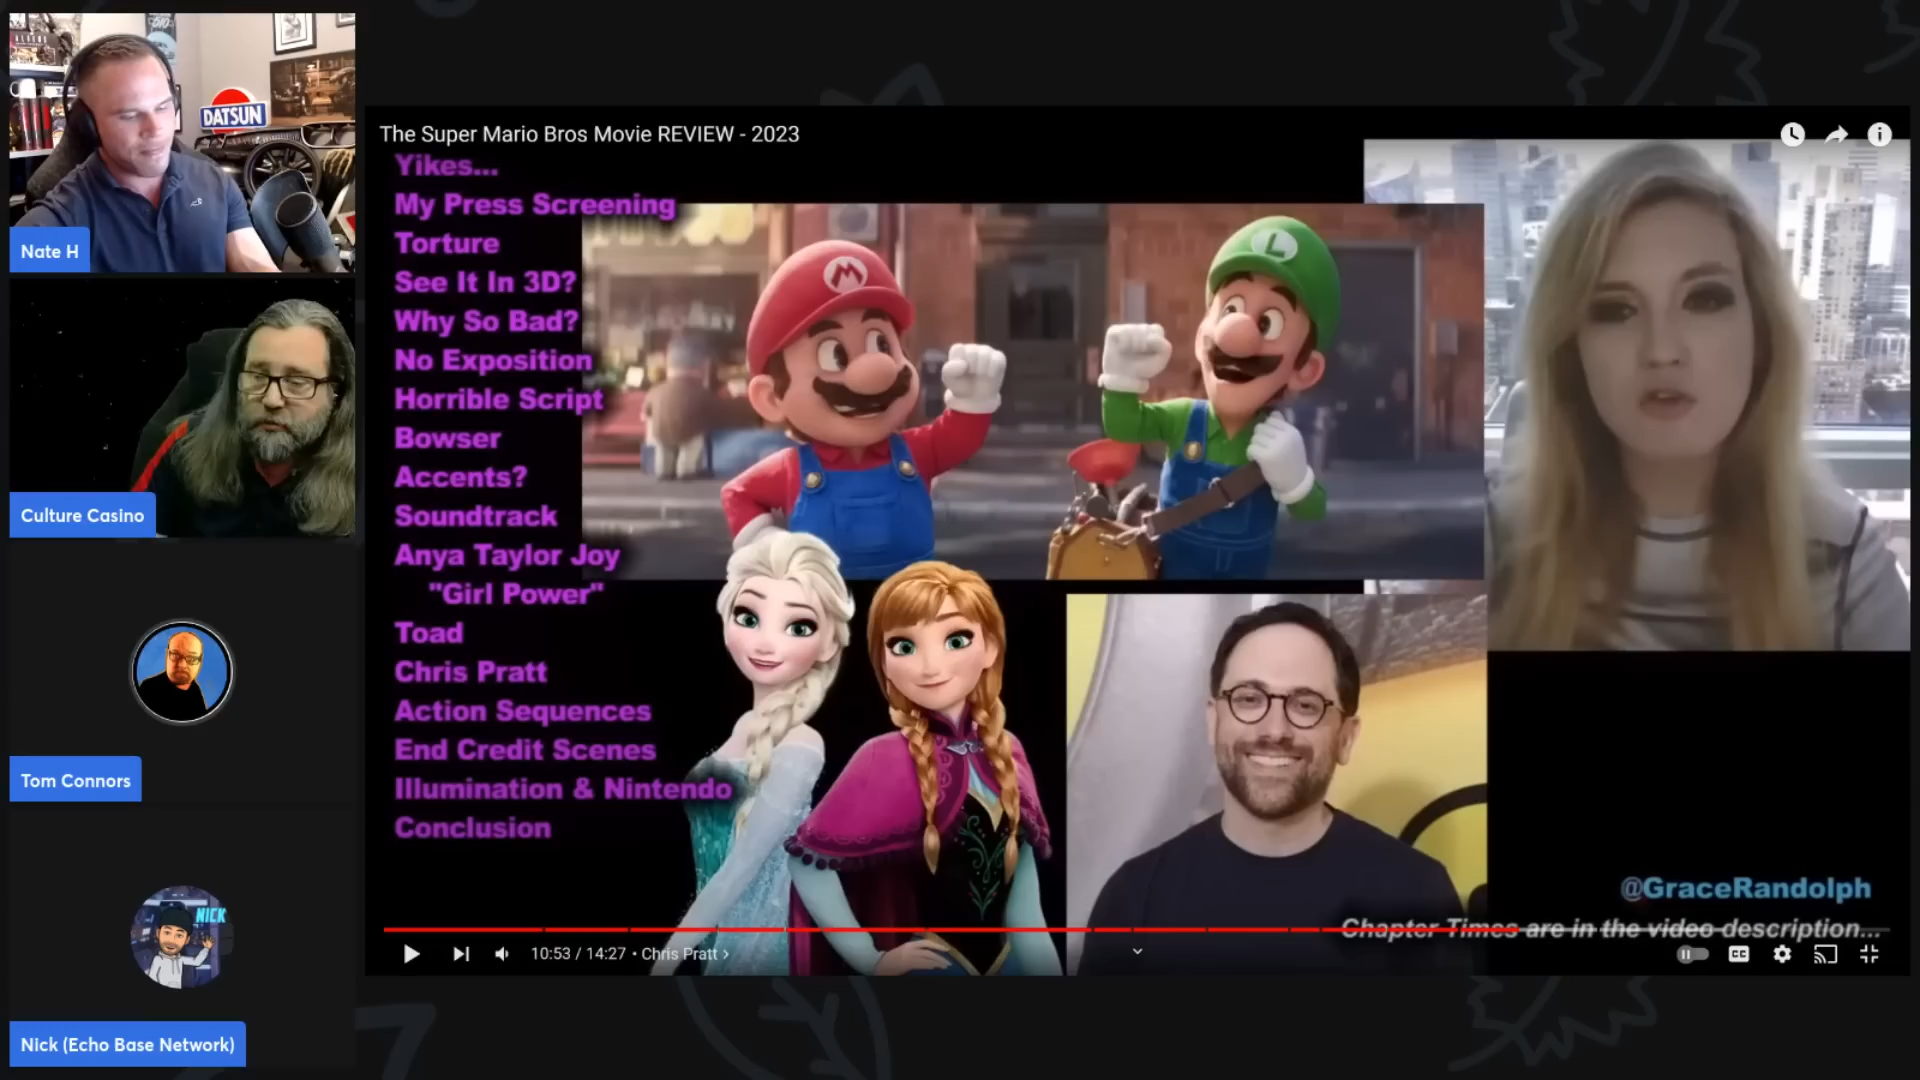 DATSUN
Nate H
Culture Casino
Tom Connors
NICK
Nick (Echo Base Network)
The Super Mario Bros Movie REVIEW - 2023
Yikes...
My Press Screening
Torture
See It In 3D?
Why So Bad?
No Exposition
Horrible Script
Bowser
Accents?
Soundtrack
Anya Taylor Joy
"Girl Power"
Toad
Chris Pratt
Action Sequences
End Credit Scenes
Illumination & Nintendo
Conclusion
M
L
@GraceRandolph
Chapter Times are in the video description...
10:53 / 14:27 • Chris Pratt ›
CC